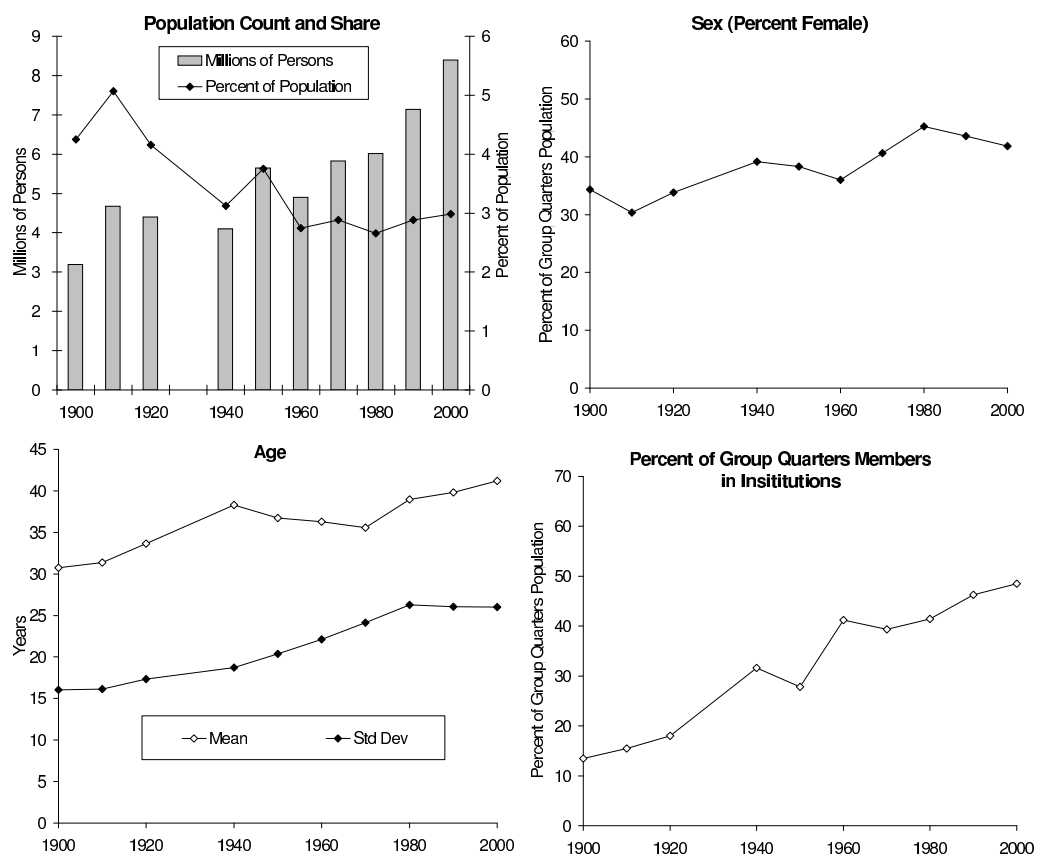 Population Count and Share
9
8
7
6
5
4
3
2
1
0
Millions of Persons
Millions of Persons
Percent of Population
6
5
4
3
2
1
0
Percent of Population
1900 1920 1940 1960 1980 2000
Sex (Percent Female)
60
50
40
30
20
10
0
Percent of Group Quarters Population
1900 1920 1940 1960 1980 2000
Age
45
40
35
30
25
20
15
10
5
0
Years
Mean Std Dev
1900 1920 1940 1960 1980 2000
Percent of Group Quarters Members
in Insititutions
70
60
50
40
30
20
10
0
Percent of Group Quarters Population
1900 1920 1940 1960 1980 2000